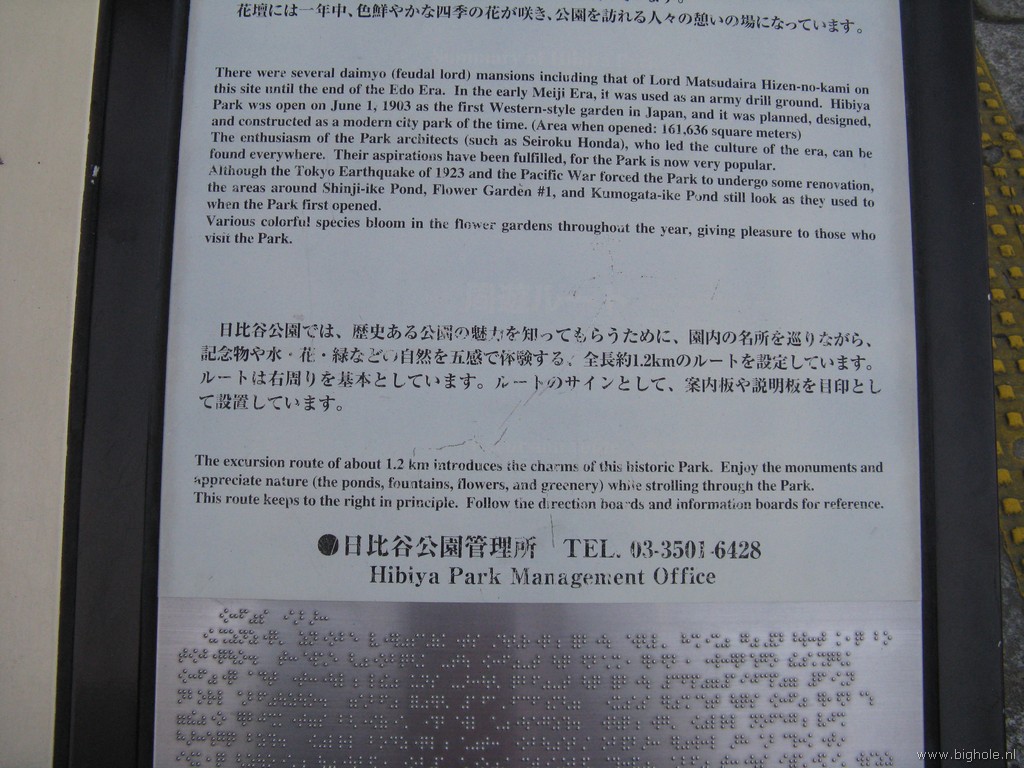 花壇には一年中、色鮮やかな四季の花が咲き、公園を訪れる人々の憩いの場になっています。
There were several daimyo (feudal lord) mansions including that of Lord Matsudaira Hizen-no-kami on
this site until the end of the Edo Era. In the early Meiji Era, it was used as an army drill ground. Hibiya
Park was open on June 1, 1903 as the first Western-style garden in Japan, and it was planned, designed,
and constructed as a modern city park of the time. (Area when opened: 161,636 square meters)
The enthusiasm of the Park architects (such as Seiroku Honda), who led the culture of the era, can be
found everywhere. Their aspirations have been fulfilled, for the Park is now very popular.
Although the Tokyo Earthquake of 1923 and the Pacific War forced the Park to undergo some renovation,
the areas around Shinji-ike Pond, Flower Garden #1, and Kumogata-ike Pond still look as they used to
when the Park first opened.
Various colorful species bloom in the flower gardens throughout the year, giving pleasure to those who
visit the Park.
日比谷公園では、歴史ある公園の魅力を知ってもらうために、園内の名所を巡りながら、
記念物や水・花・緑などの自然を五感で体験する、全長約1.2kmのルートを設定しています。
ルートは右周りを基本としています。ルートのサインとして、案内板や説明板を目印とし
て設置しています。
The excursion route of about 1.2 km introduces the charms of this historic Park. Enjoy the monuments and
appreciate nature (the ponds, fountains, flowers, and greenery) while strolling through the Park.
This route keeps to the right in principle. Follow the direction boards and information boards for reference.
●日比谷公園管理所 TEL. 03-3501-6428
Hibiya Park Management Office
www.bighole.nl